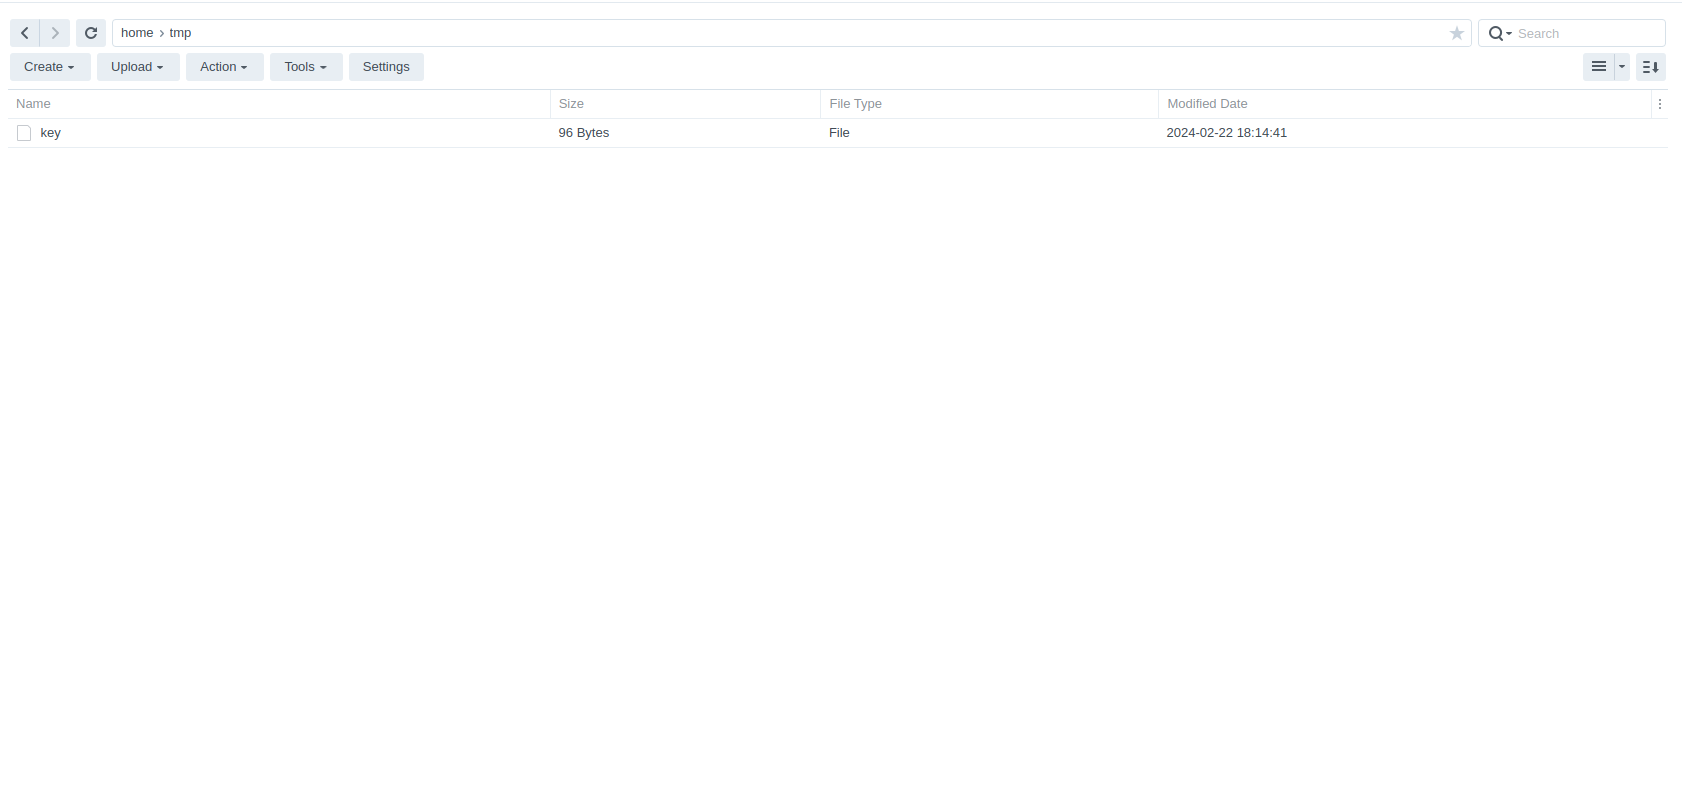 home › tmp
Search
Create Upload Action Tools Settings
Name Size File Type Modified Date
key 96 Bytes File 2024-02-22 18:14:41